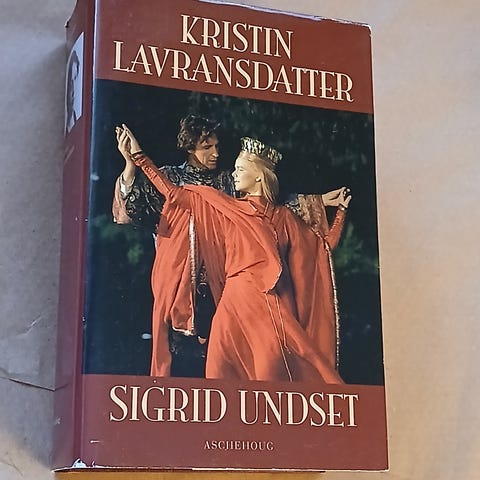 KRISTIN
LAVRANSDATTER
SIGRID UNDSET
ASCHEHOUG